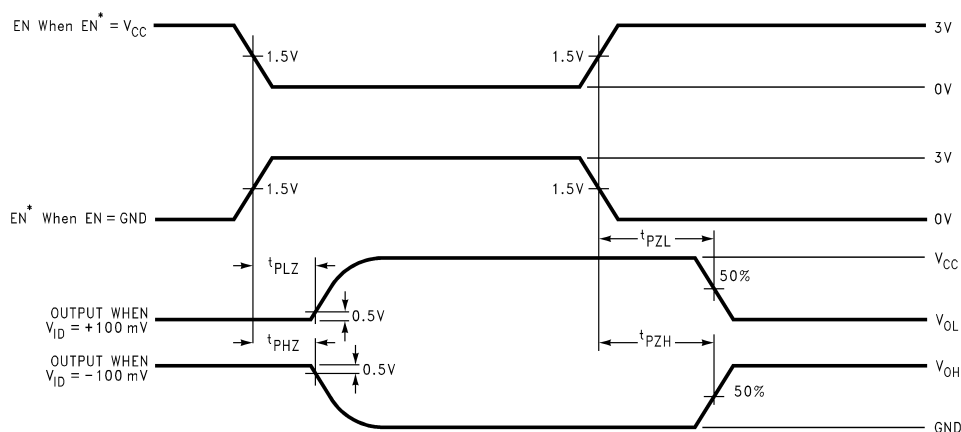 EN When EN* = VCC
1.5V
1.5V
3V
0V
3V
1.5V
1.5V
EN* When EN = GND
0V
tPZL
tPLZ
VCC
50%
OUTPUT WHEN
VID = +100 mV
0.5V
VOL
tPHZ
tPZH
OUTPUT WHEN
VID = −100 mV
0.5V
VOH
50%
GND